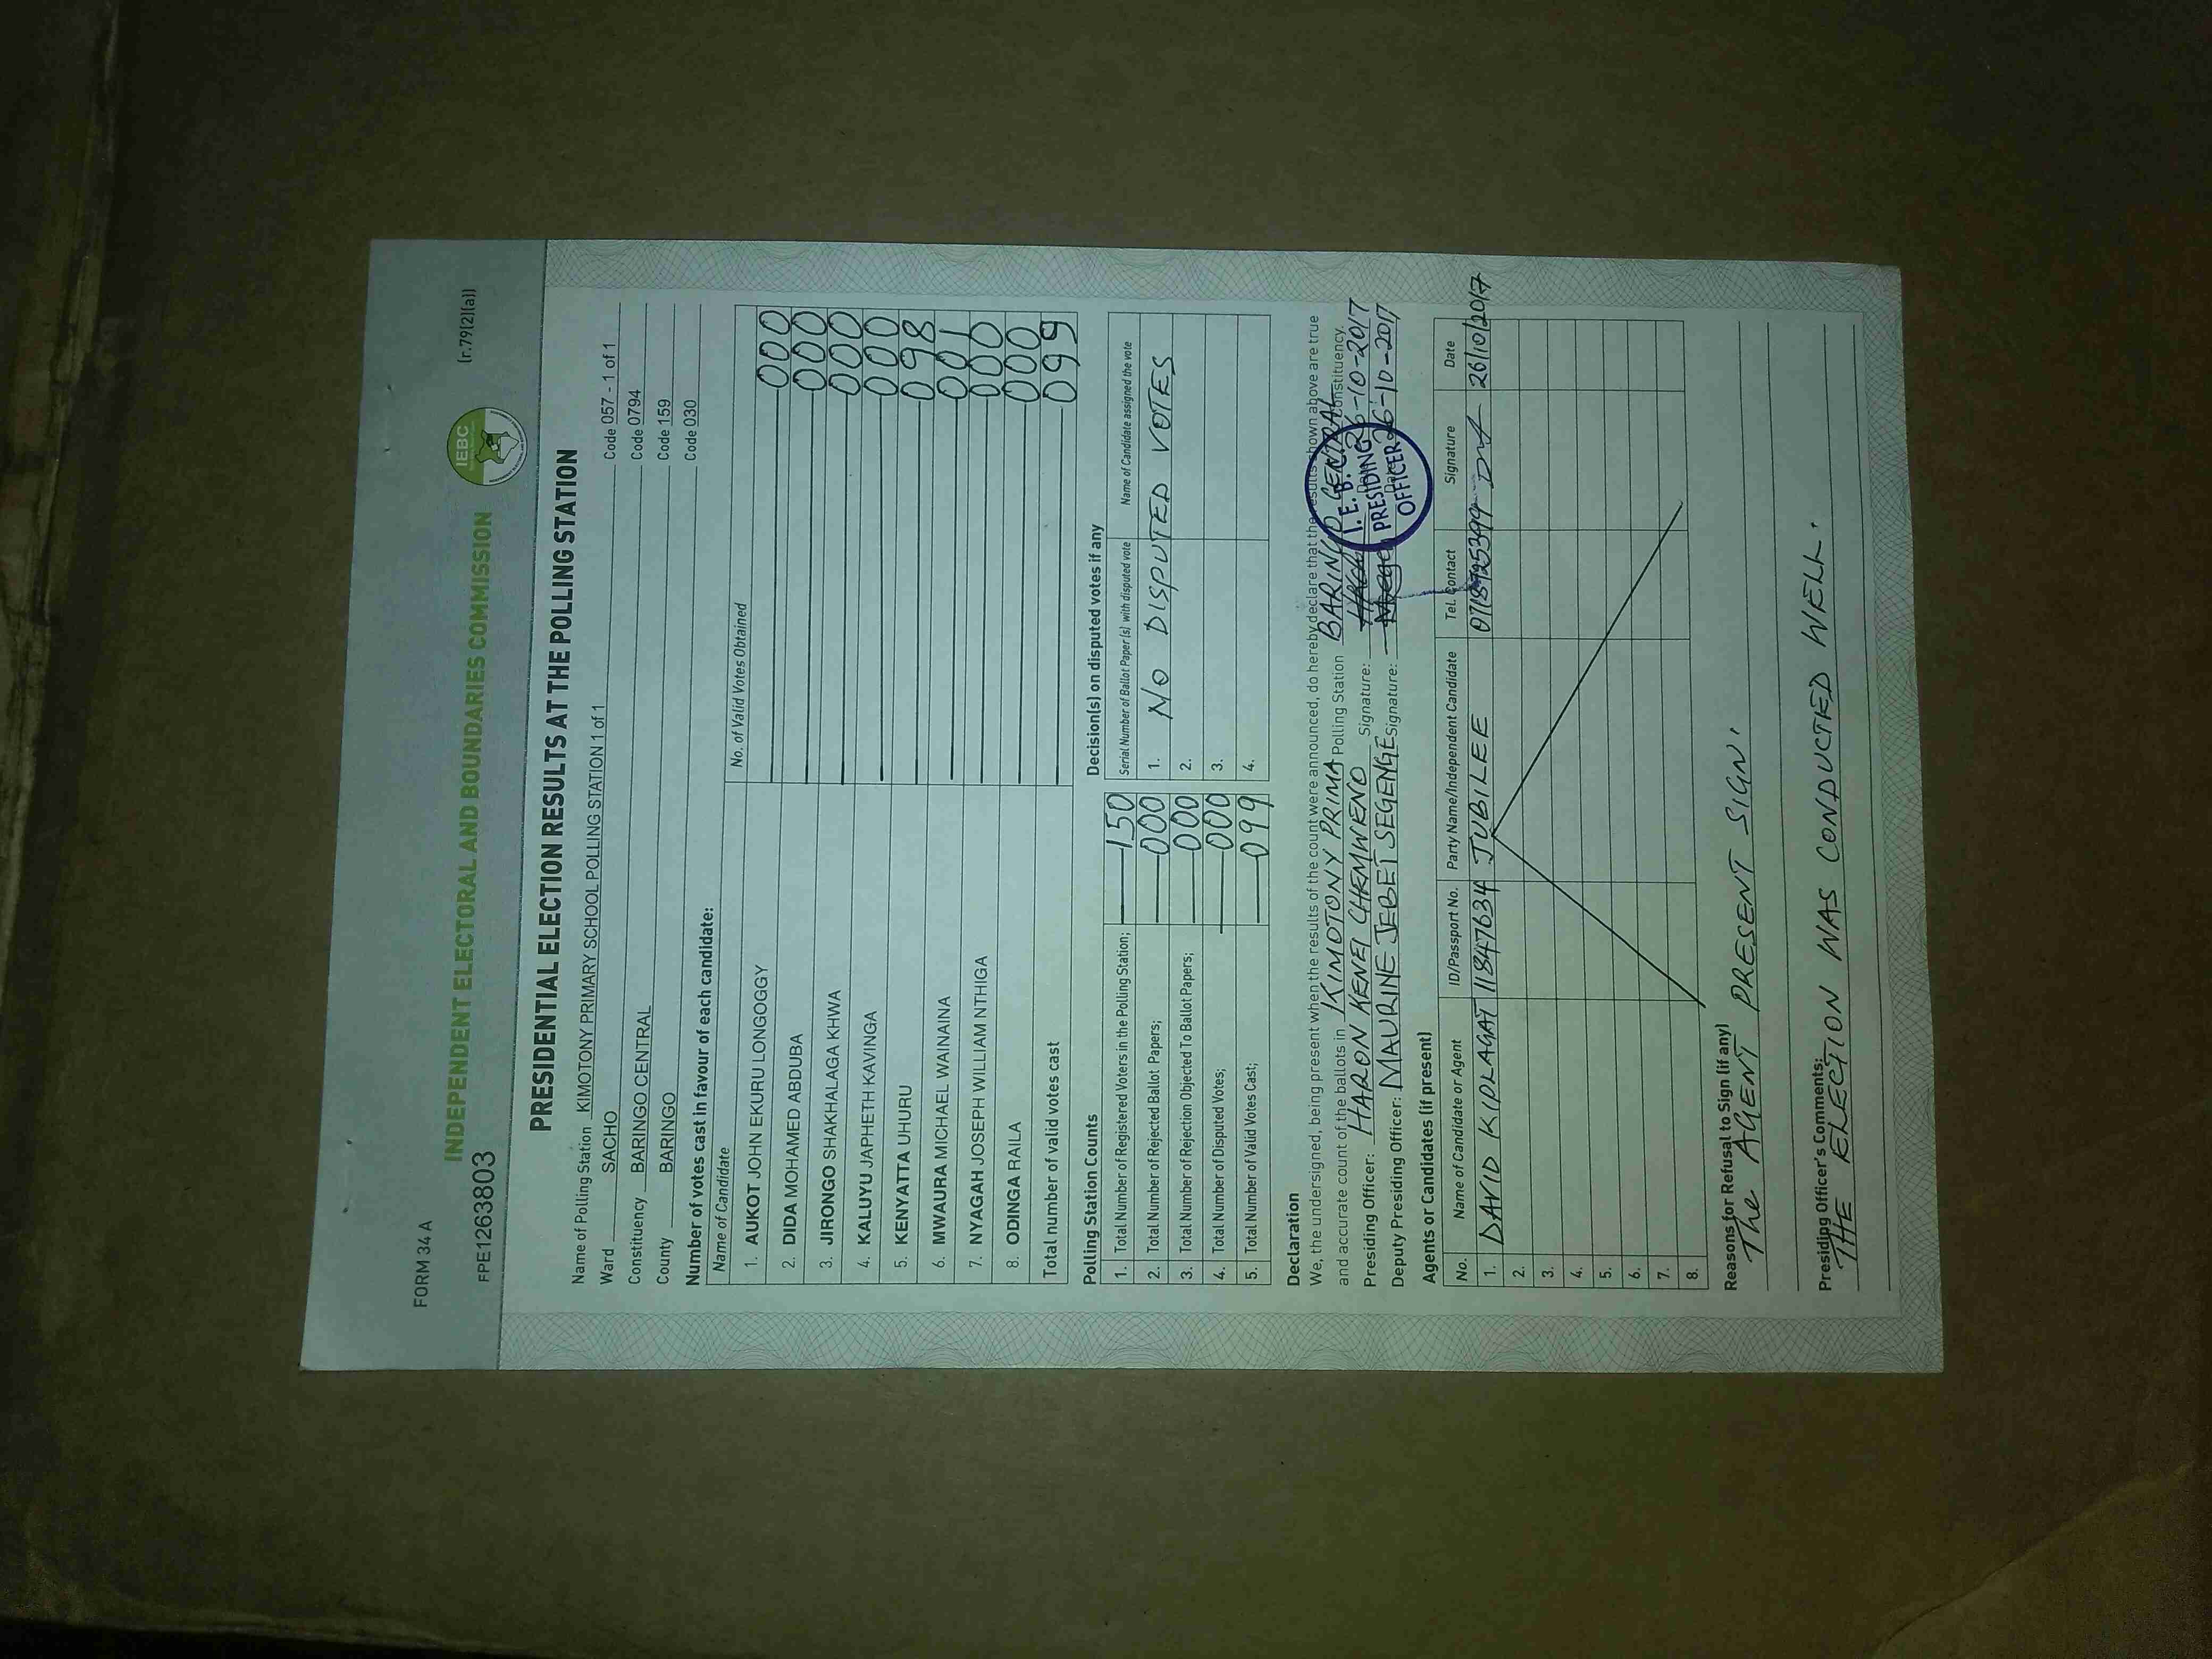 FORM 34 A
(r.79(2)(a))
INDEPENDENT ELECTORAL AND BOUNDARIES COMMISSION
IEBC
FPE1263803
PRESIDENTIAL ELECTION RESULTS AT THE POLLING STATION
Name of Polling Station KIMOTONY PRIMARY SCHOOL POLLING STATION 1 of 1 Code 057 - 1 of 1
Ward SACHO Code 0794
Constituency BARINGO CENTRAL Code 159
County BARINGO Code 030
Number of votes cast in favour of each candidate:
Name of Candidate No. of Valid Votes Obtained
1. AUKOT JOHN EKURU LONGOGGY 000
2. DIDA MOHAMED ABDUBA 000
3. JIRONGO SHAKHALAGA KHWA 000
4. KALUYU JAPHETH KAVINGA 000
5. KENYATTA UHURU 098
6. MWAURA MICHAEL WAINAINA 001
7. NYAGAH JOSEPH WILLIAM NTHIGA 000
8. ODINGA RAILA 000
Total number of valid votes cast 099
Polling Station Counts
1. Total Number of Registered Voters in the Polling Station; 150
2. Total Number of Rejected Ballot Papers; 000
3. Total Number of Rejection Objected To Ballot Papers; 000
4. Total Number of Disputed Votes; 000
5. Total Number of Valid Votes Cast; 099
Decision(s) on disputed votes if any
Serial Number of Ballot Paper(s) with disputed vote Name of Candidate assigned the vote
1. NO DISPUTED VOTES
2.
3.
4.
Declaration
We, the undersigned, being present when the results of the count were announced, do hereby declare that the results shown above are true
and accurate count of the ballots in KIMOTONY PRIMA Polling Station BARINGO CENTRAL Constituency.
Presiding Officer: HARON KENEI CHEMWENO Signature: Date 26-10-2017
Deputy Presiding Officer: MAURINE JEBET SEGENGE Signature: Date 26-10-2017
I.E.B.C.
PRESIDING
OFFICER
Agents or Candidates (if present)
No. Name of Candidate or Agent ID/Passport No. Party Name/Independent Candidate Tel. Contact Signature Date
1. DAVID KIPLAGAT 11847634 JUBILEE 26/10/2017
2.
3.
4.
5.
6.
7.
8.
Reasons for Refusal to Sign (if any)
The AGENT PRESENT SIGN.
Presiding Officer's Comments:
THE ELECTION WAS CONDUCTED WELL.